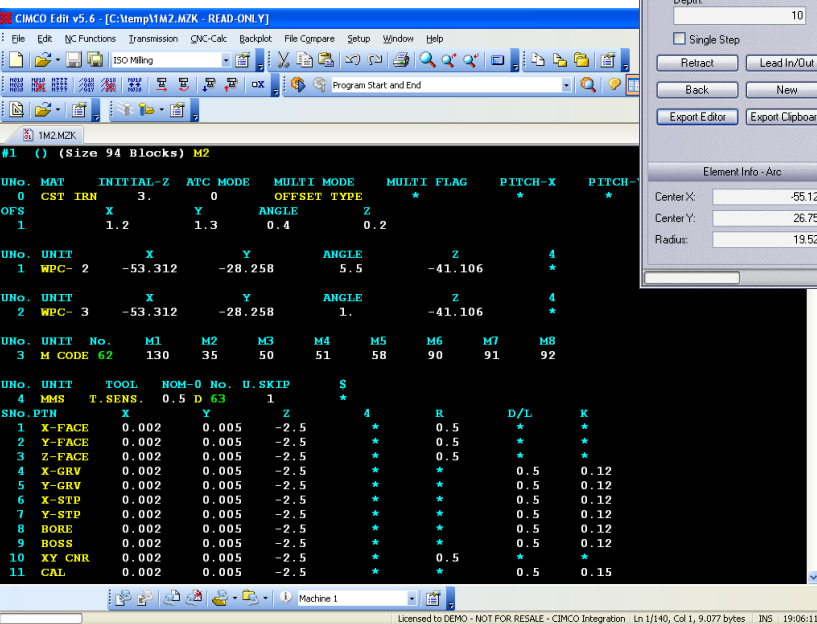 CIMCO Edit v5.6 - [C:\temp\1M2.MZK - READ-ONLY]
File Edit NC Functions Transmission CNC-Calc Backplot File Compare Setup Window Help
ISO Milling
Program Start and End
1M2.MZK
#1 () (Size 94 Blocks) M2
UNo. MAT INITIAL-Z ATC MODE MULTI MODE MULTI FLAG PITCH-X PITCH-Y
0 CST IRN 3. 0 OFFSET TYPE * * *
OFS X Y ANGLE Z
1 1.2 1.3 0.4 0.2
UNo. UNIT X Y ANGLE Z 4
1 WPC- 2 -53.312 -28.258 5.5 -41.106 *
UNo. UNIT X Y ANGLE Z 4
2 WPC- 3 -53.312 -28.258 1. -41.106 *
UNo. UNIT No. M1 M2 M3 M4 M5 M6 M7 M8
3 M CODE 62 130 35 50 51 58 90 91 92
UNo. UNIT TOOL NOM-0 No. U.SKIP $
4 MMS T.SENS. 0.5 D 63 1 *
SNo.PTN X Y Z 4 R D/L K
1 X-FACE 0.002 0.005 -2.5 * 0.5 * *
2 Y-FACE 0.002 0.005 -2.5 * 0.5 * *
3 Z-FACE 0.002 0.005 -2.5 * 0.5 * *
4 X-GRV 0.002 0.005 -2.5 * * 0.5 0.12
5 Y-GRV 0.002 0.005 -2.5 * * 0.5 0.12
6 X-STP 0.002 0.005 -2.5 * * 0.5 0.12
7 Y-STP 0.002 0.005 -2.5 * * 0.5 0.12
8 BORE 0.002 0.005 -2.5 * * 0.5 0.12
9 BOSS 0.002 0.005 -2.5 * * 0.5 0.12
10 XY CNR 0.002 0.005 -2.5 * 0.5 * *
11 CAL 0.002 0.005 -2.5 * * 0.5 0.15
Depth:
10
Single Step
Retract Lead In/Out
Back New
Export Editor Export Clipboar
Element Info - Arc
Center X: -55.12
Center Y: 26.75
Radius: 19.52
Machine 1
Licensed to DEMO - NOT FOR RESALE - CIMCO Integration Ln 1/140, Col 1, 9.077 bytes INS 19:06:11